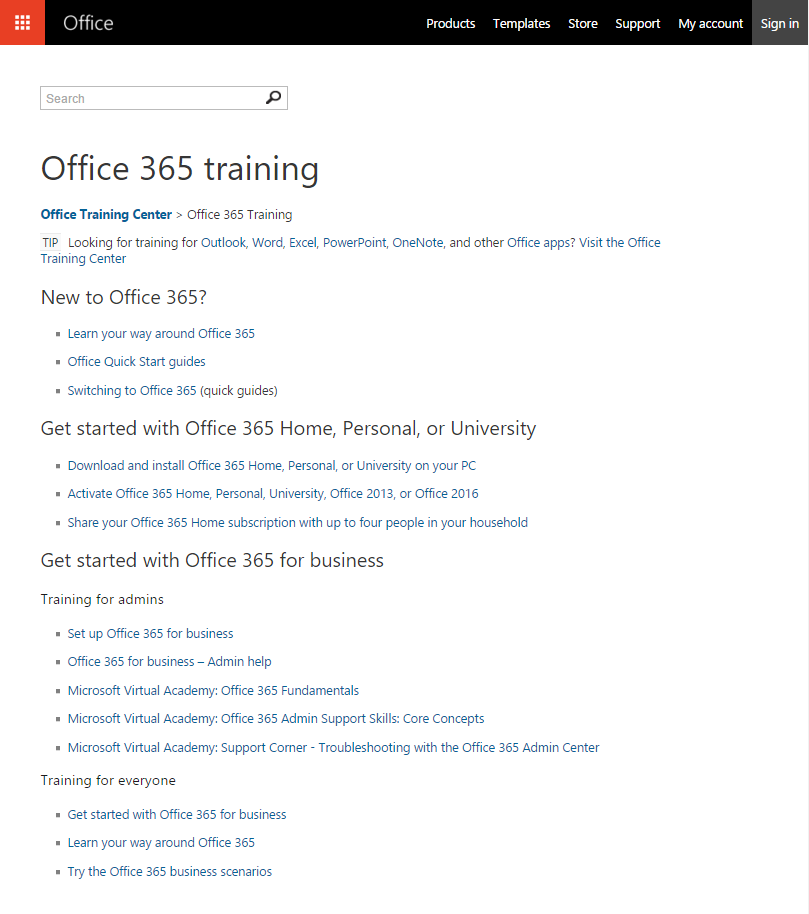 Office
Products Templates Store Support My account Sign in
Search
Office 365 training
Office Training Center > Office 365 Training
TIP Looking for training for Outlook, Word, Excel, PowerPoint, OneNote, and other Office apps? Visit the Office
Training Center
New to Office 365?
Learn your way around Office 365
Office Quick Start guides
Switching to Office 365 (quick guides)
Get started with Office 365 Home, Personal, or University
Download and install Office 365 Home, Personal, or University on your PC
Activate Office 365 Home, Personal, University, Office 2013, or Office 2016
Share your Office 365 Home subscription with up to four people in your household
Get started with Office 365 for business
Training for admins
Set up Office 365 for business
Office 365 for business – Admin help
Microsoft Virtual Academy: Office 365 Fundamentals
Microsoft Virtual Academy: Office 365 Admin Support Skills: Core Concepts
Microsoft Virtual Academy: Support Corner - Troubleshooting with the Office 365 Admin Center
Training for everyone
Get started with Office 365 for business
Learn your way around Office 365
Try the Office 365 business scenarios